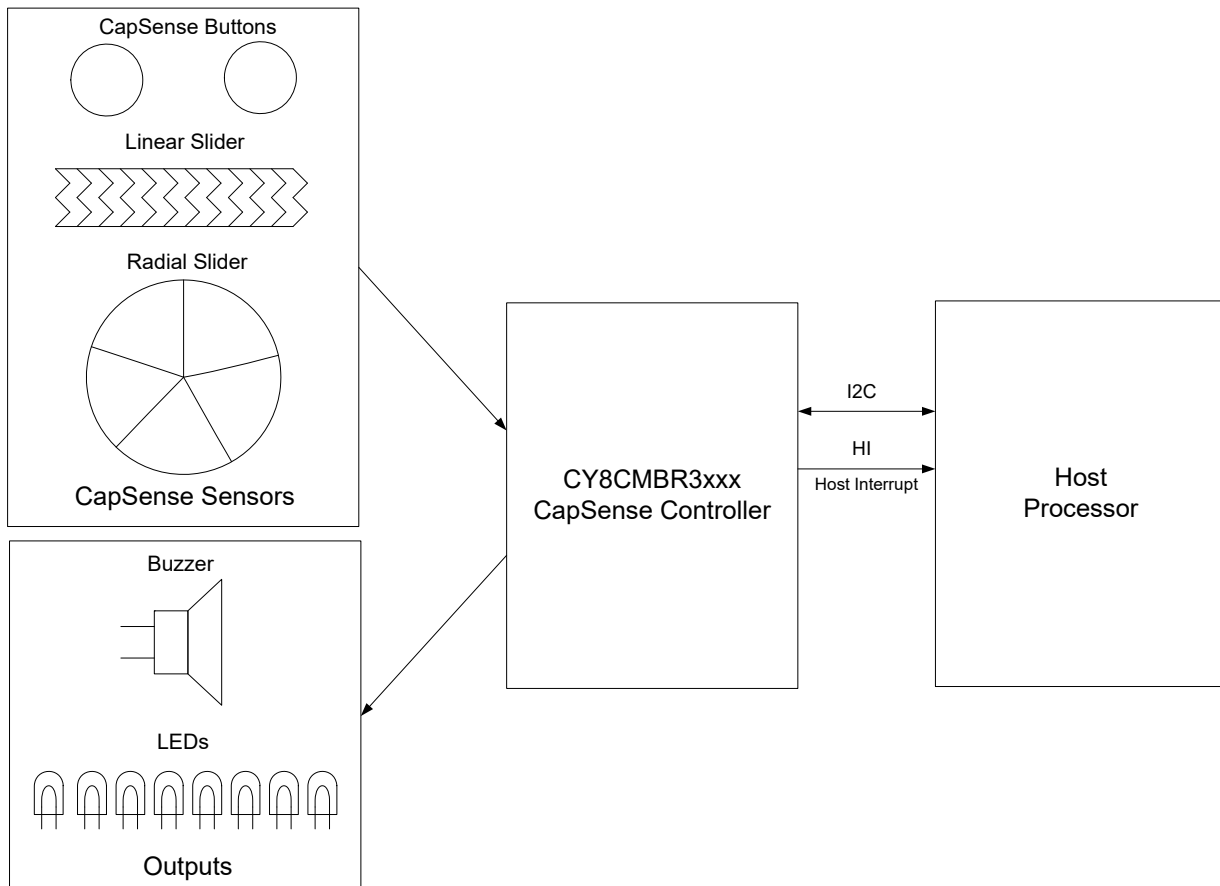 CapSense Buttons
Linear Slider
Radial Slider
CapSense Sensors
Buzzer
LEDs
Outputs
CY8CMBR3xxx
CapSense Controller
I2C
HI
Host Interrupt
Host
Processor